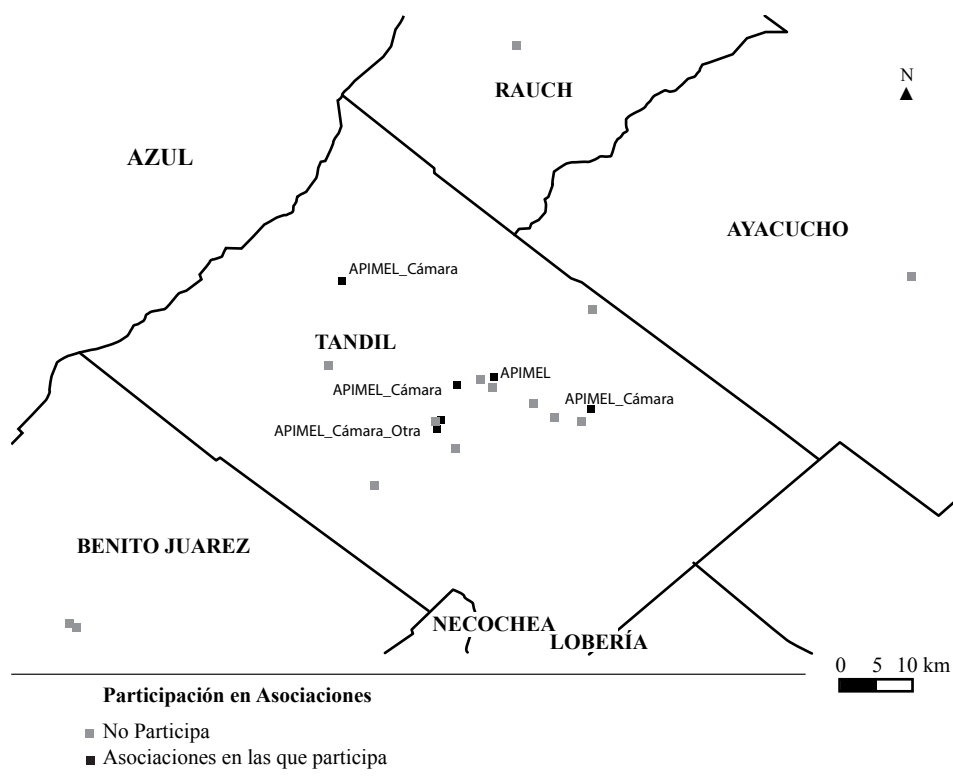 RAUCH
N
AZUL
AYACUCHO
APIMEL_Cámara
TANDIL
APIMEL
APIMEL_Cámara
APIMEL_Cámara
APIMEL_Cámara_Otra
BENITO JUAREZ
NECOCHEA
LOBERÍA
0 5 10 km
Participación en Asociaciones
No Participa
Asociaciones en las que participa